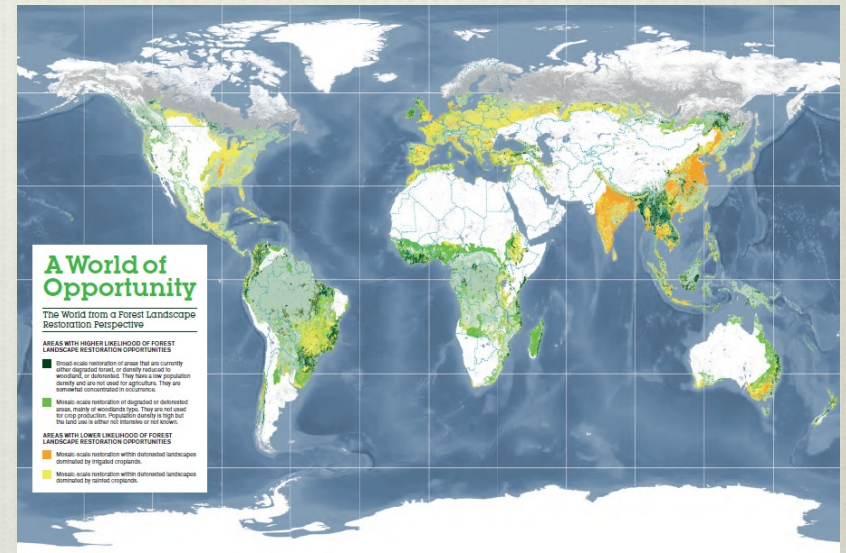 A World of
Opportunity
The World from a Forest Landscape
Restoration Perspective
AREAS WITH HIGHER LIKELIHOOD OF FOREST
LANDSCAPE RESTORATION OPPORTUNITIES
Broad-scale restoration of areas that are currently
either degraded forest, or density reduced to
woodland, or deforested. They have a low population
density and are not used for agriculture. They are
somewhat concentrated in occurrence.
Mosaic-scale restoration of degraded or deforested
areas, mainly of woodlands type. They are not used
for crop production. Population density is high but
the land use is either not intensive or not known.
AREAS WITH LOWER LIKELIHOOD OF FOREST
LANDSCAPE RESTORATION OPPORTUNITIES
Mosaic-scale restoration within deforested landscapes
dominated by irrigated croplands.
Mosaic-scale restoration within deforested landscapes
dominated by rainfed croplands.